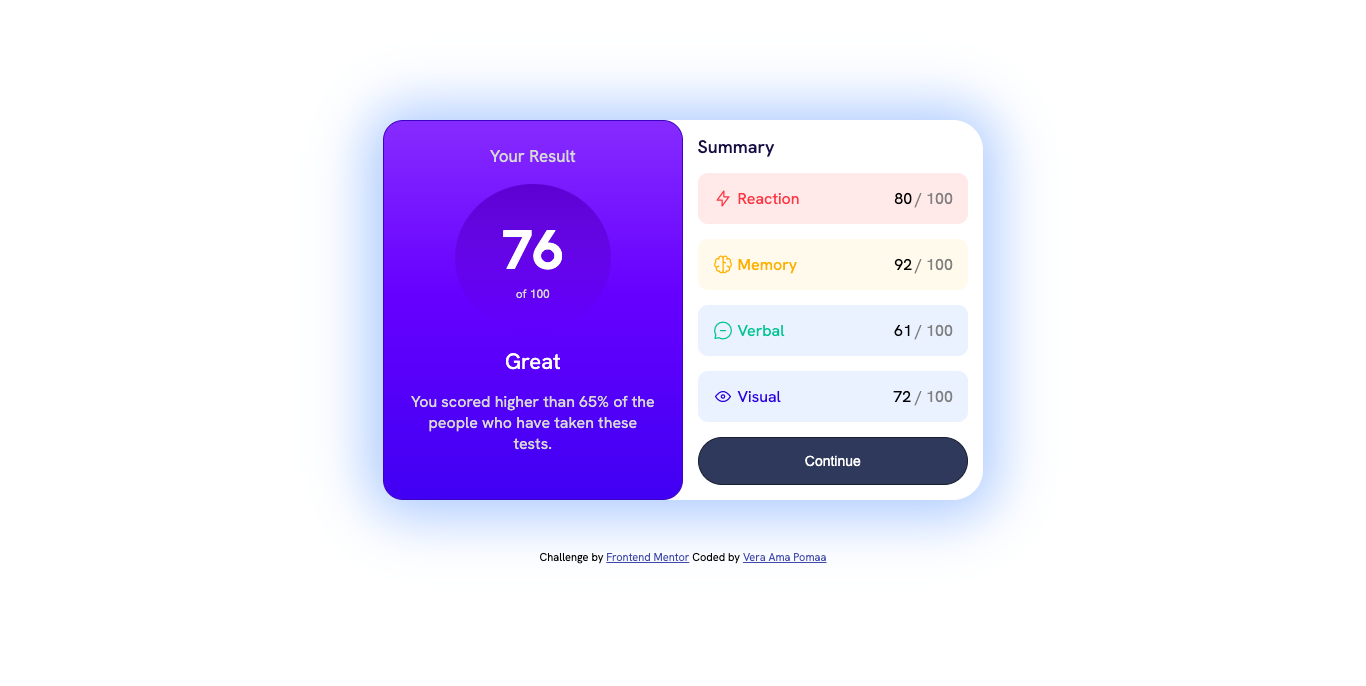 Your Result
76
of 100
Great
You scored higher than 65% of the
people who have taken these
tests.
Summary
Reaction 80 / 100
Memory 92 / 100
Verbal 61 / 100
Visual 72 / 100
Continue
Challenge by Frontend Mentor Coded by Vera Ama Pomaa